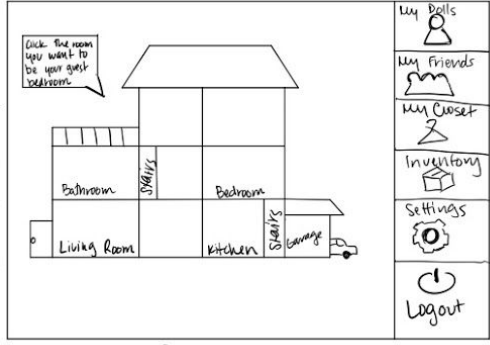 Click the room
you want to
be your guest
bedroom
Bathroom
Stairs
Bedroom
Living Room
Kitchen
Stairs
Garage
My Dolls
My Friends
My Closet
Inventory
Settings
Logout